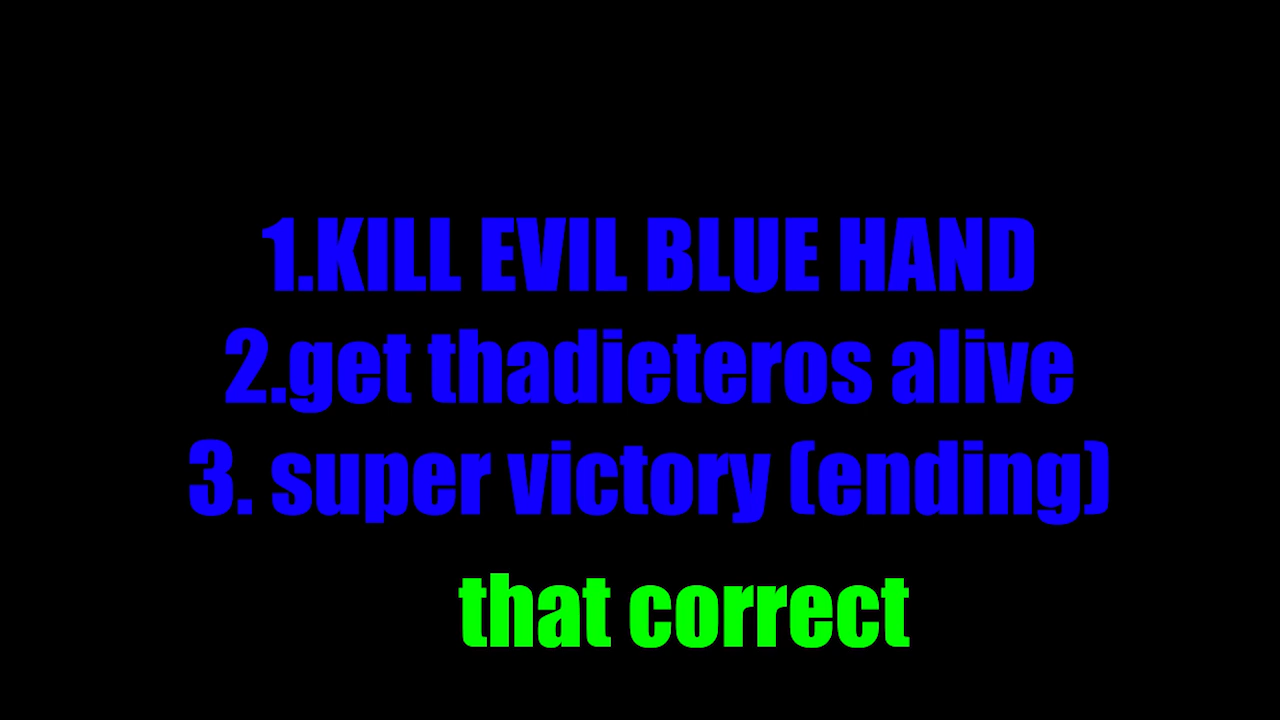 1.KILL EVIL BLUE HAND
2.get thadieteros alive
3. super victory (ending)
that correct